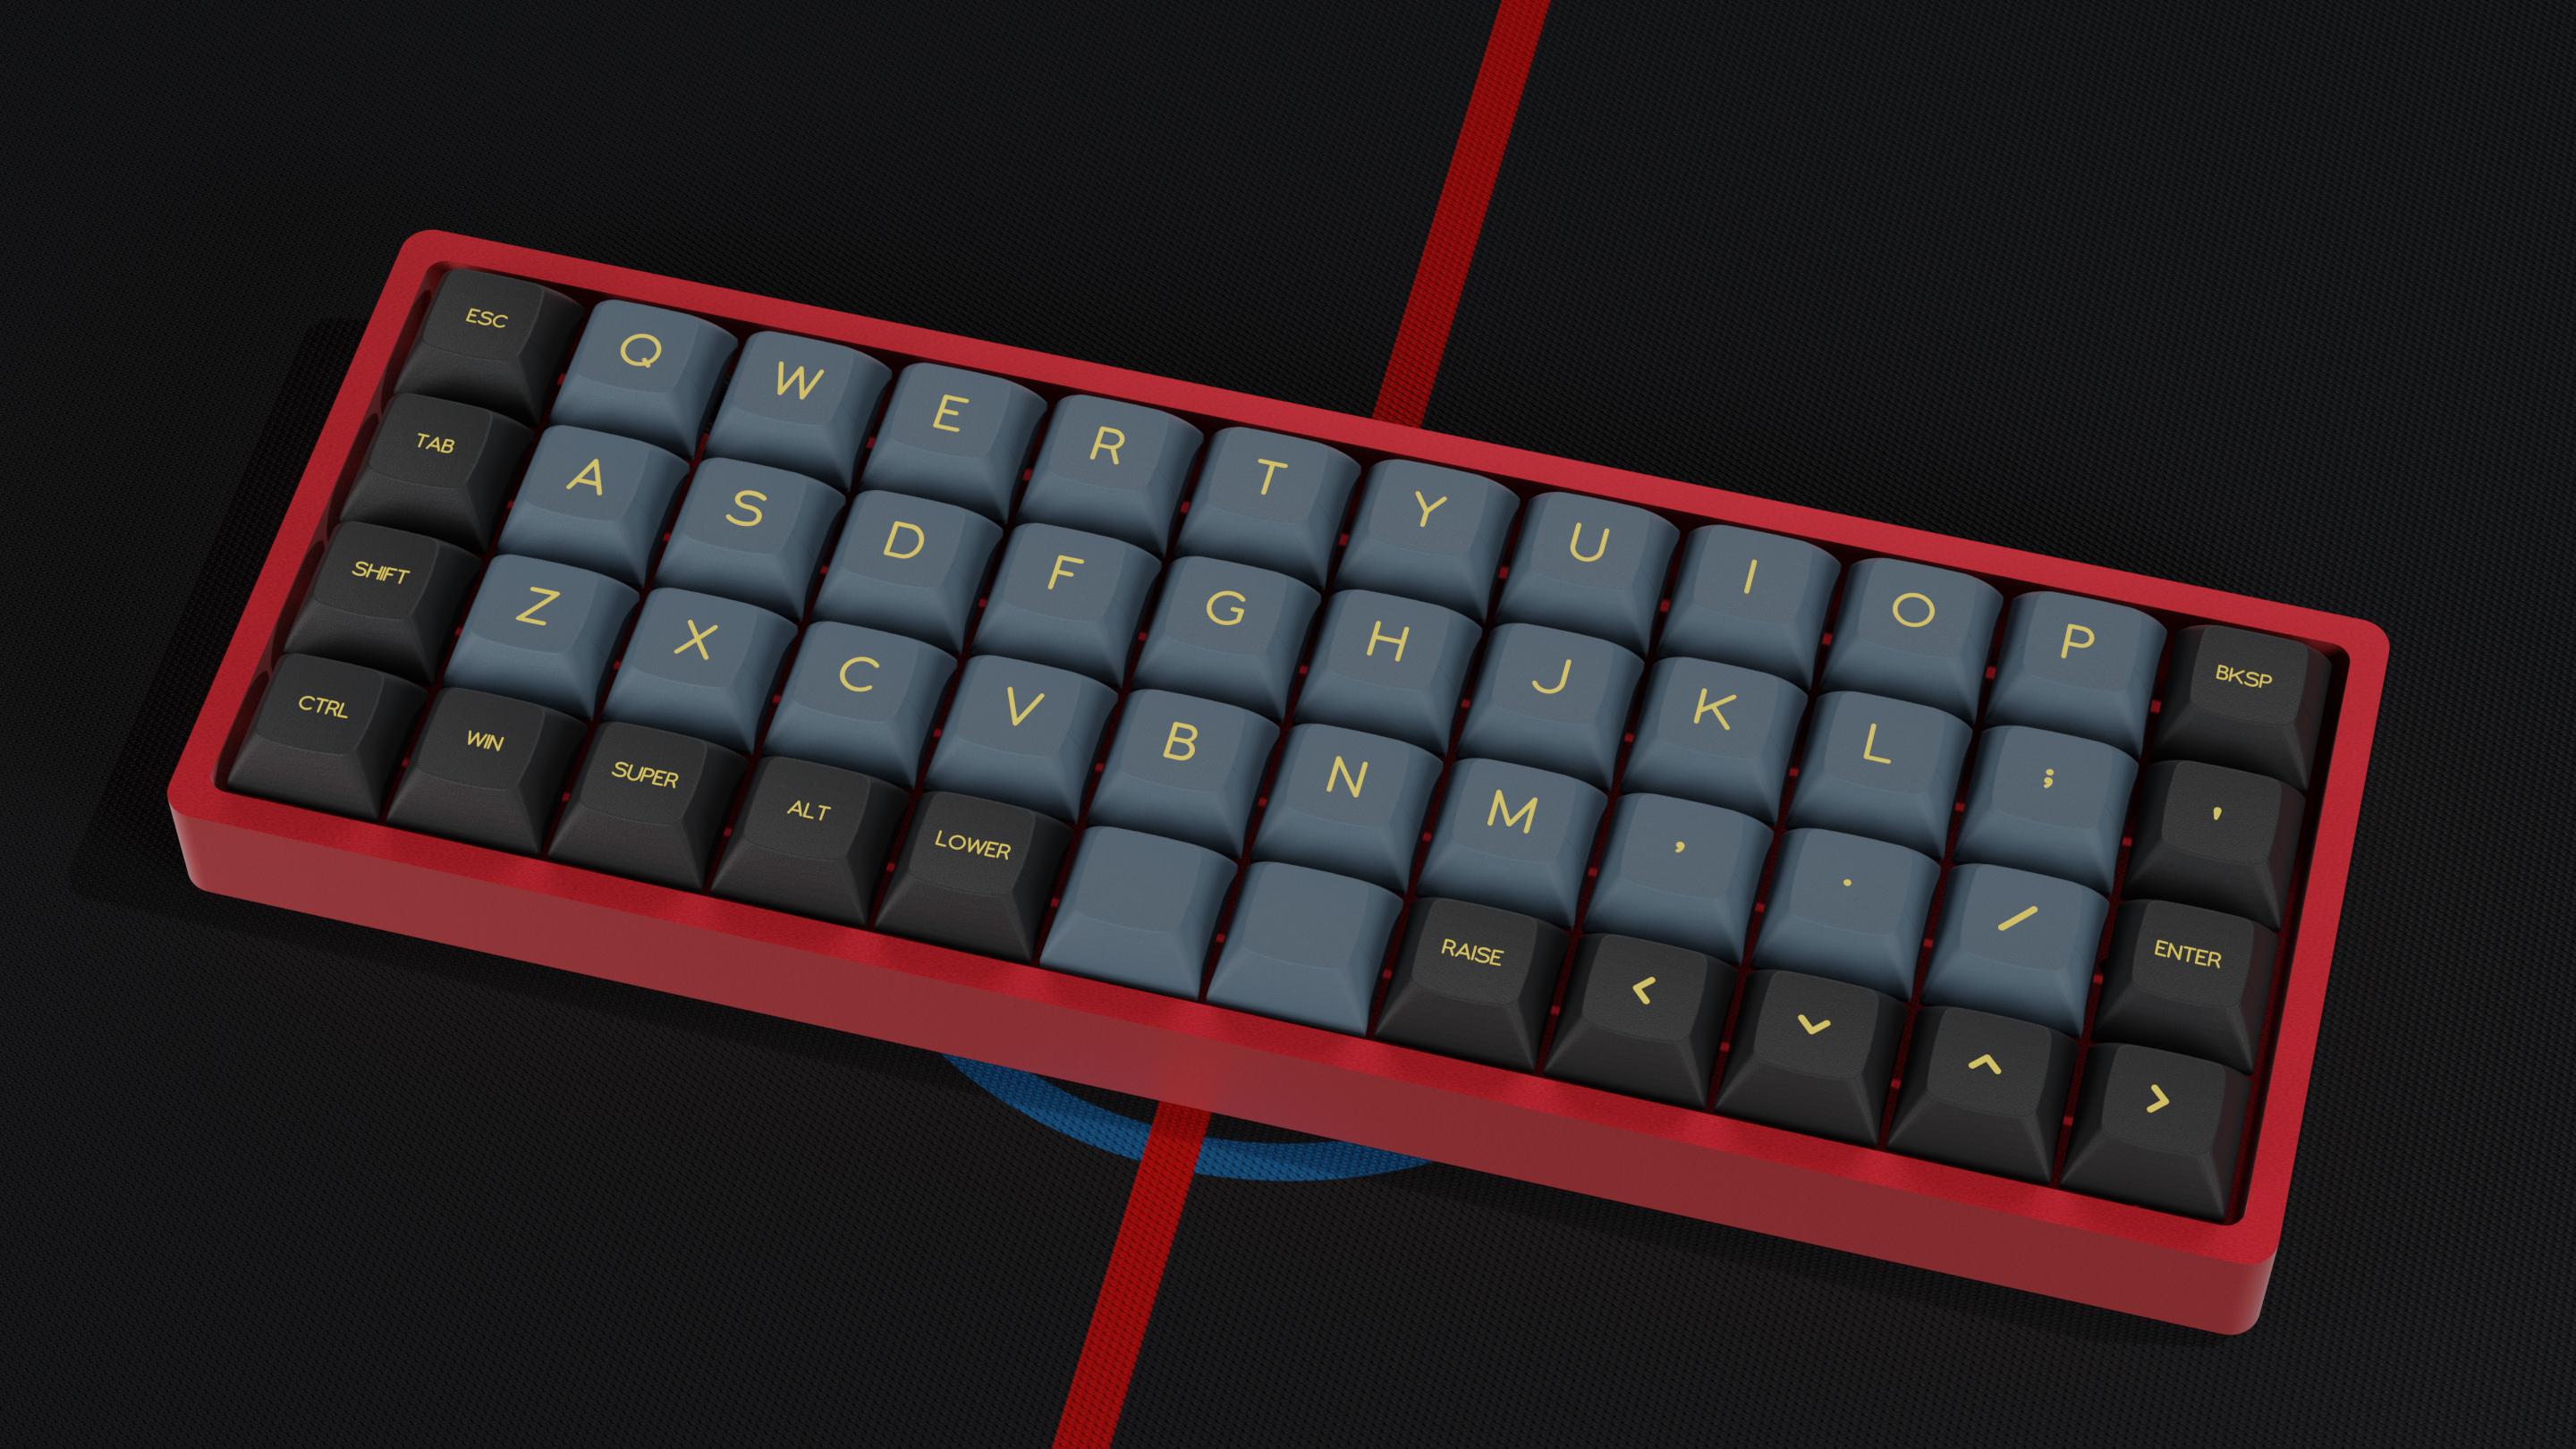 ESC Q W E R T Y U I O P BKSP
TAB A S D F G H J K L ; '
SHIFT Z X C V B N M , . / ENTER
CTRL WIN SUPER ALT LOWER RAISE < ⌄ ^ >